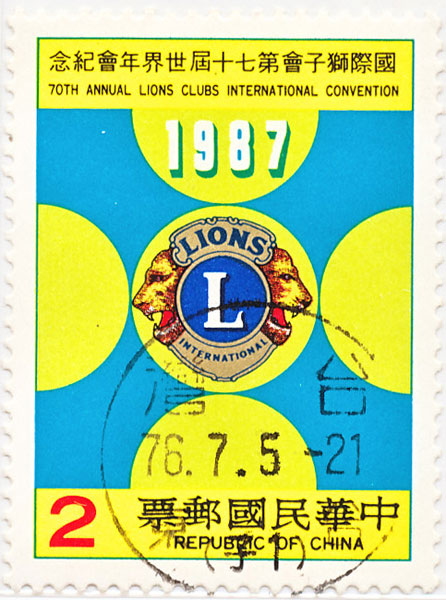 國際獅子會第七十屆世界年會紀念
70TH ANNUAL LIONS CLUBS INTERNATIONAL CONVENTION
1987
LIONS
L
INTERNATIONAL
台灣
76.7.5.-21
2
中華民國郵票
REPUBLIC OF CHINA